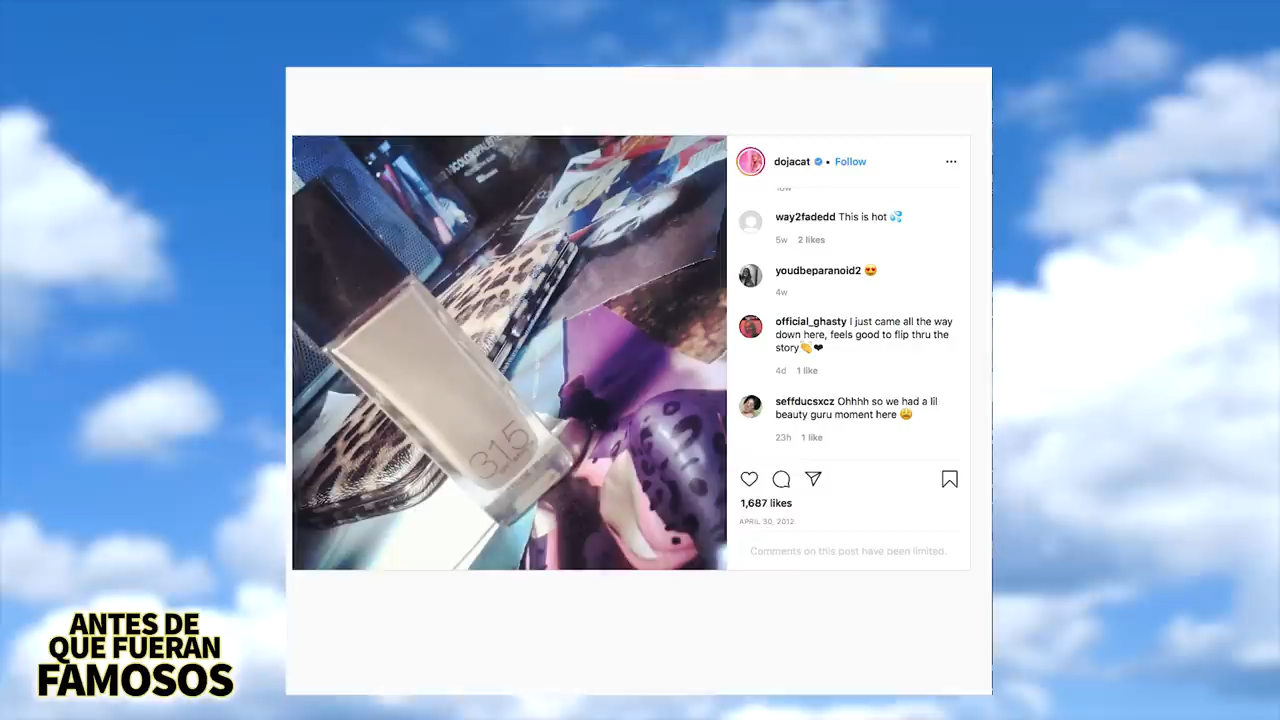 dojacat • Follow
way2fadedd This is hot 💦
5w 2 likes
youdbeparanoid2 😍
4w
official_ghasty I just came all the way
down here, feels good to flip thru the
story👏❤
4d 1 like
seffducsxcz Ohhhh so we had a lil
beauty guru moment here 😩
23h 1 like
1,687 likes
APRIL 30, 2012
Comments on this post have been limited.
315
ANTES DE
QUE FUERAN
FAMOSOS